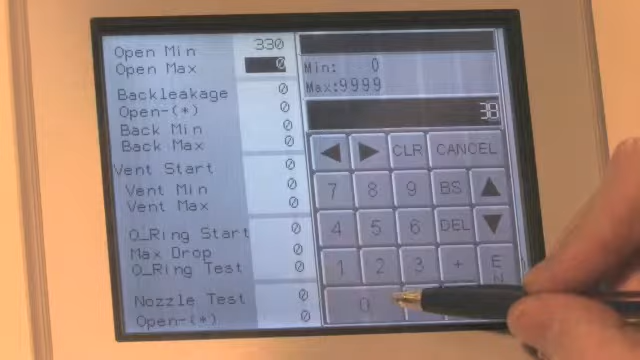 Open Min 330
Open Max 0
Backleakage 0
Open-(*) 0
Back Min 0
Back Max 0
Vent Start 0
Vent Min 0
Vent Max 0
O_Ring Start 0
Max Drop 0
O_Ring Test 0
Nozzle Test 0
Open-(*) 0
Min: 0
Max:9999
38
CLR CANCEL
7 8 9 BS
4 5 6 DEL
1 2 3 +
0